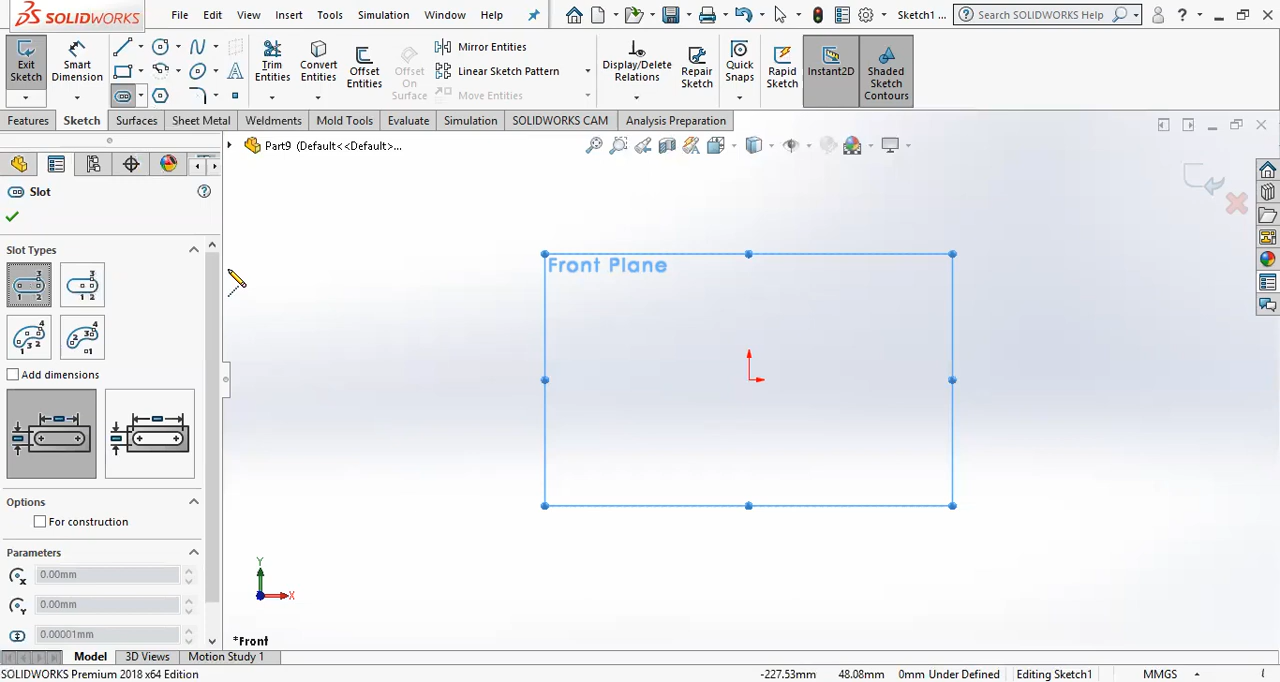 SOLIDWORKS File Edit View Insert Tools Simulation Window Help Sketch1 ... Search SOLIDWORKS Help ?
Exit Sketch
Smart Dimension
Trim Entities
Convert Entities
Offset Entities
Offset On Surface
Mirror Entities
Linear Sketch Pattern
Move Entities
Display/Delete Relations
Repair Sketch
Quick Snaps
Rapid Sketch
Instant2D
Shaded Sketch Contours
Features Sketch Surfaces Sheet Metal Weldments Mold Tools Evaluate Simulation SOLIDWORKS CAM Analysis Preparation
Part9 (Default<<Default>...
Slot ?
Slot Types
Add dimensions
Options
For construction
Parameters
0.00mm
0.00mm
0.00001mm
Front Plane
Y
X
*Front
Model 3D Views Motion Study 1
SOLIDWORKS Premium 2018 x64 Edition -227.53mm 48.08mm 0mm Under Defined Editing Sketch1 MMGS